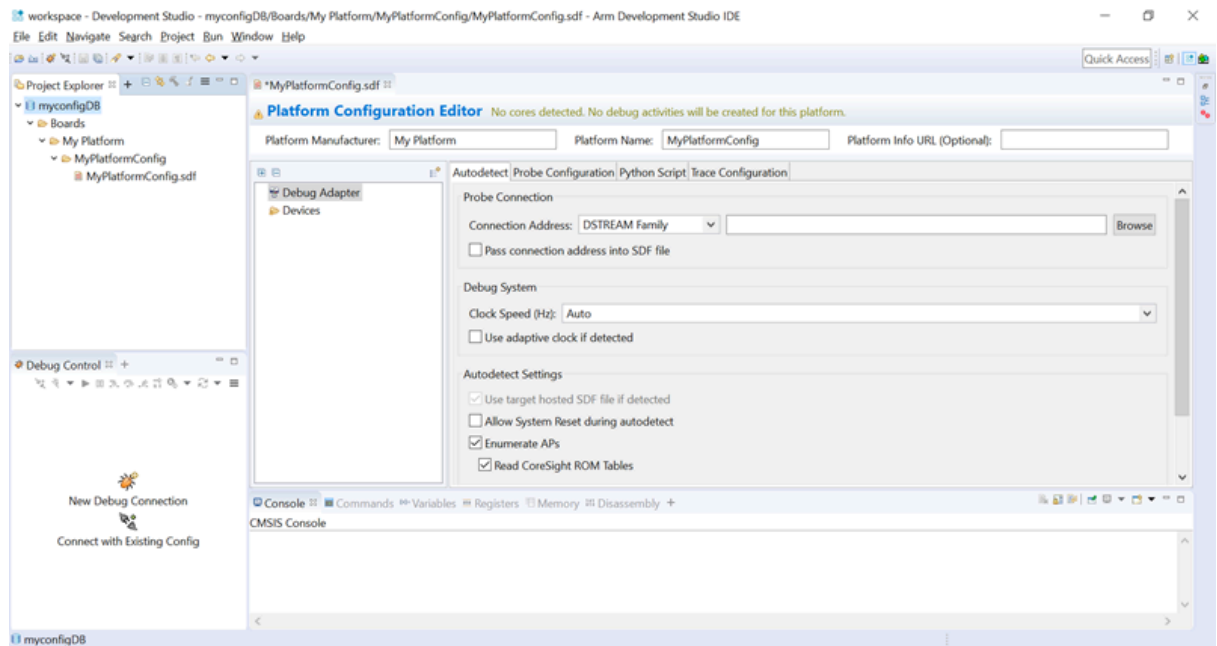 workspace - Development Studio - myconfigDB/Boards/My Platform/MyPlatformConfig/MyPlatformConfig.sdf - Arm Development Studio IDE
File Edit Navigate Search Project Run Window Help
Quick Access
Project Explorer
myconfigDB
Boards
My Platform
MyPlatformConfig
MyPlatformConfig.sdf
*MyPlatformConfig.sdf
Platform Configuration Editor No cores detected. No debug activities will be created for this platform.
Platform Manufacturer: My Platform Platform Name: MyPlatformConfig Platform Info URL (Optional):
Debug Adapter
Devices
Autodetect Probe Configuration Python Script Trace Configuration
Probe Connection
Connection Address: DSTREAM Family Browse
Pass connection address into SDF file
Debug System
Clock Speed (Hz): Auto
Use adaptive clock if detected
Autodetect Settings
Use target hosted SDF file if detected
Allow System Reset during autodetect
Enumerate APs
Read CoreSight ROM Tables
Debug Control
New Debug Connection
Connect with Existing Config
Console Commands Variables Registers Memory Disassembly
CMSIS Console
myconfigDB